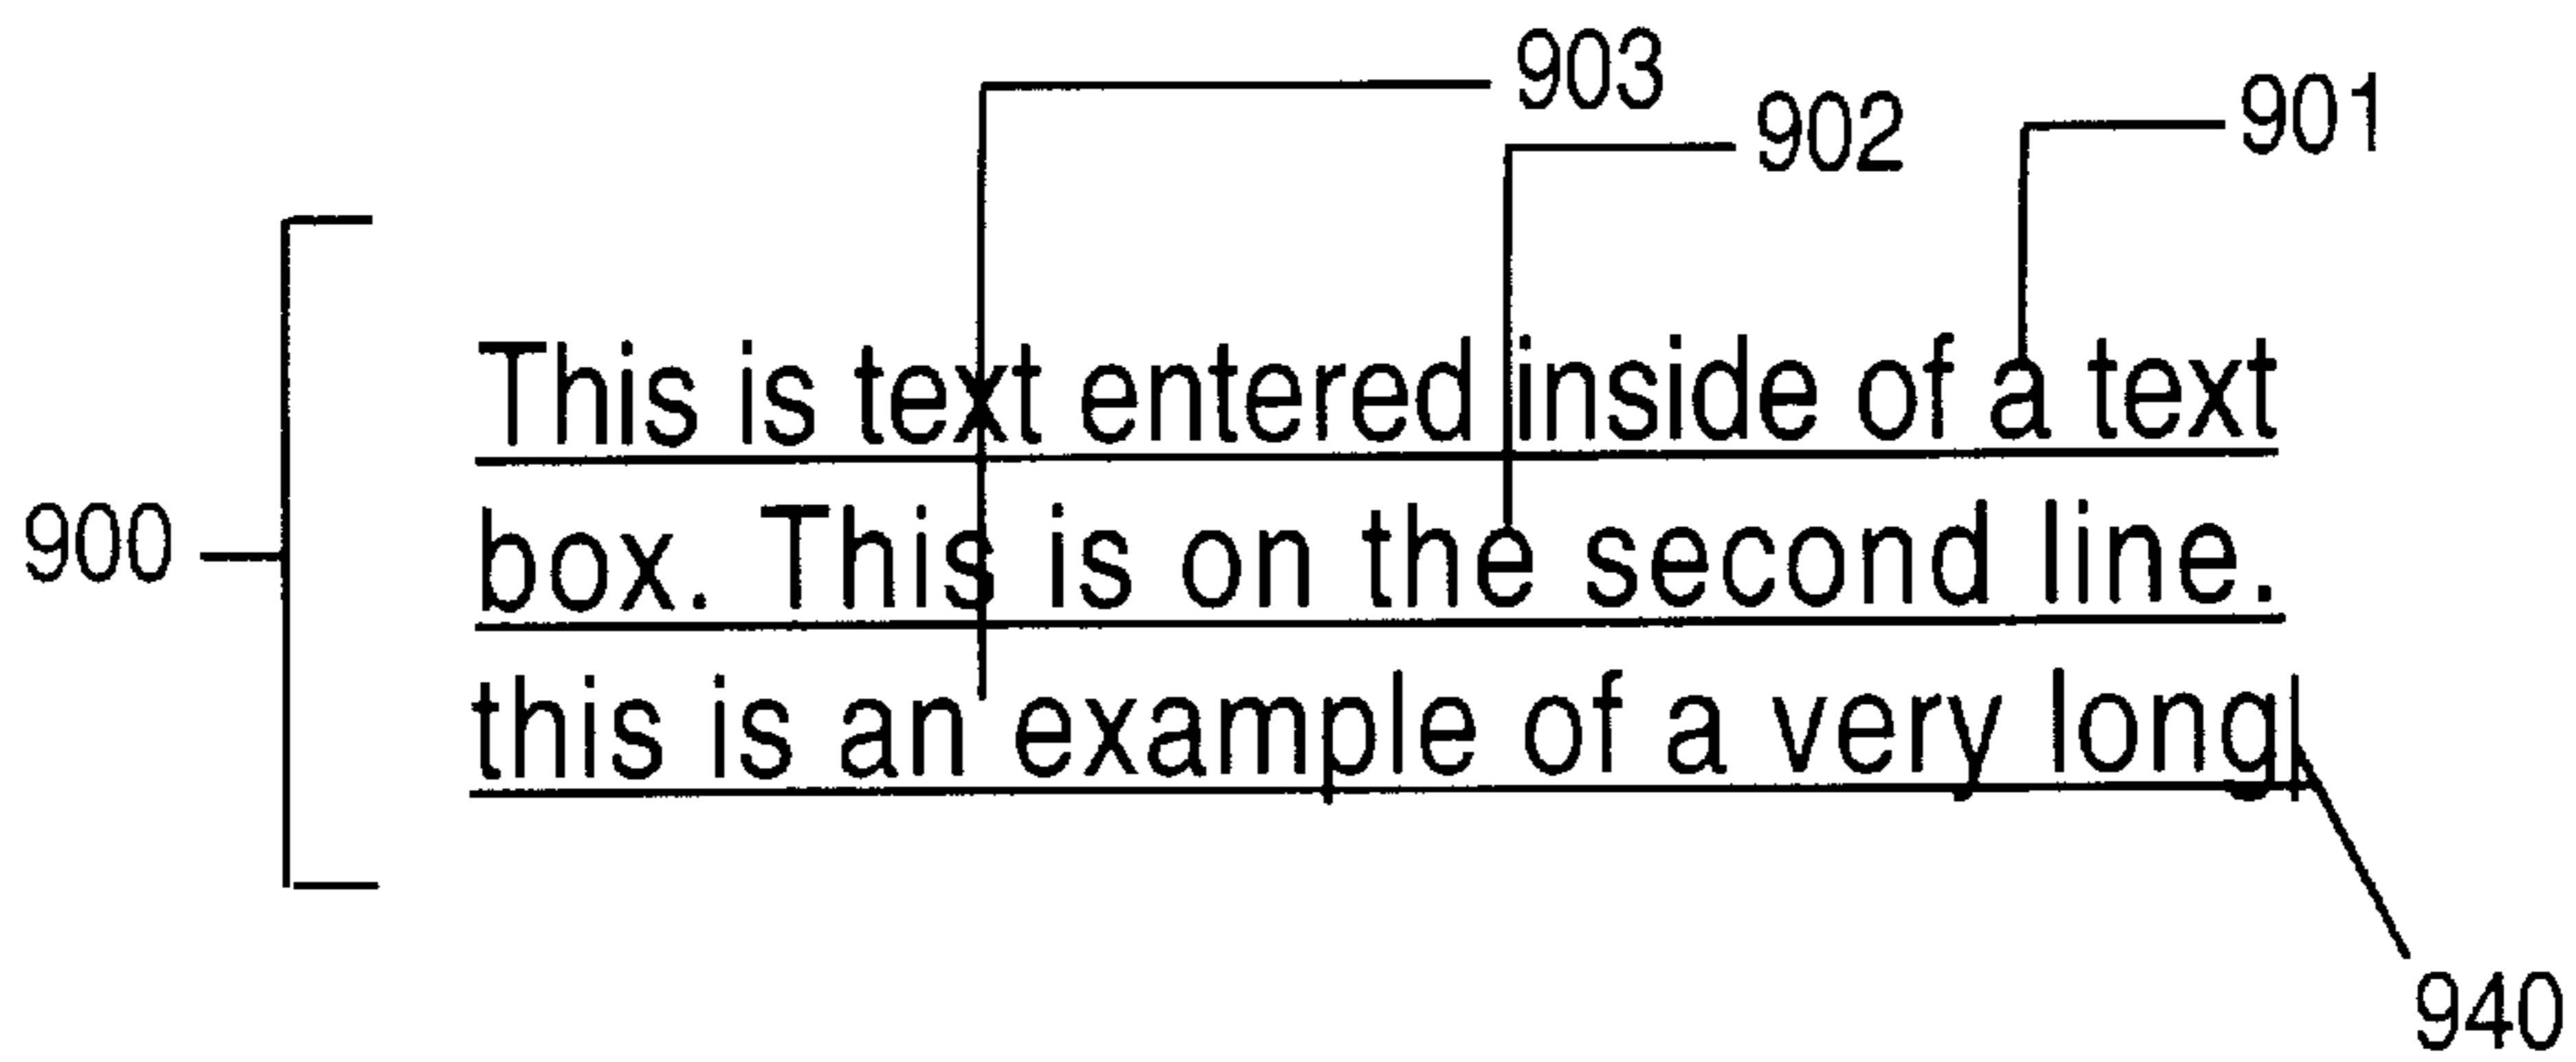 903
902
901
900
This is text entered inside of a text
box. This is on the second line.
this is an example of a very long
940